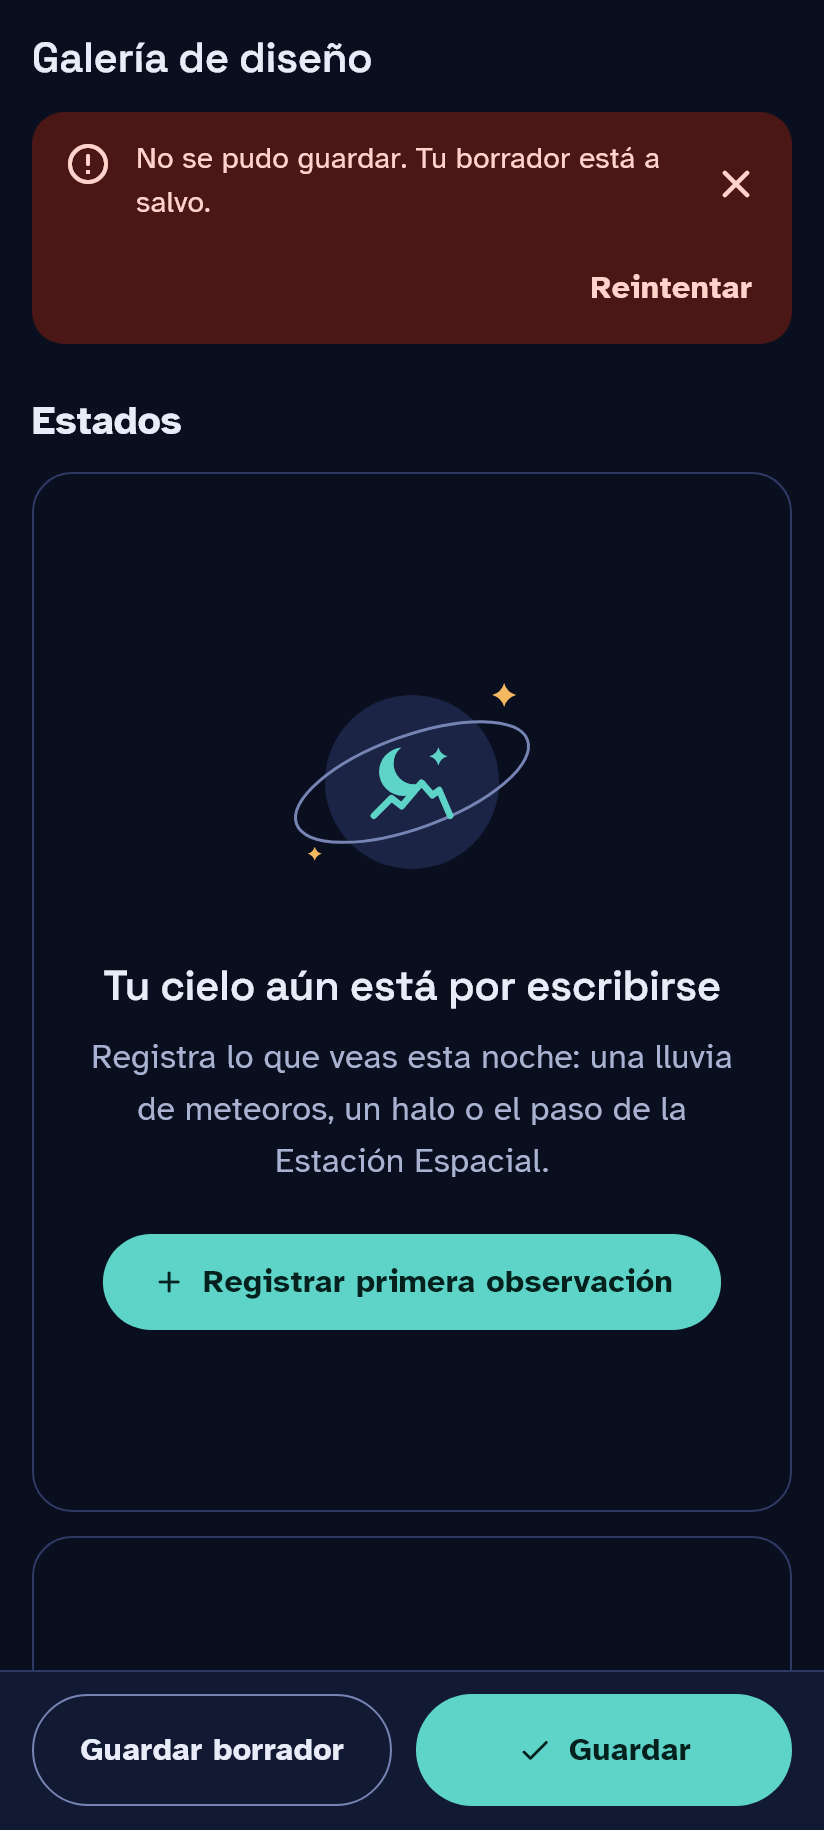 Galería de diseño
No se pudo guardar. Tu borrador está a
salvo.
Reintentar
Estados
Tu cielo aún está por escribirse
Registra lo que veas esta noche: una lluvia
de meteoros, un halo o el paso de la
Estación Espacial.
Registrar primera observación
Guardar borrador
Guardar